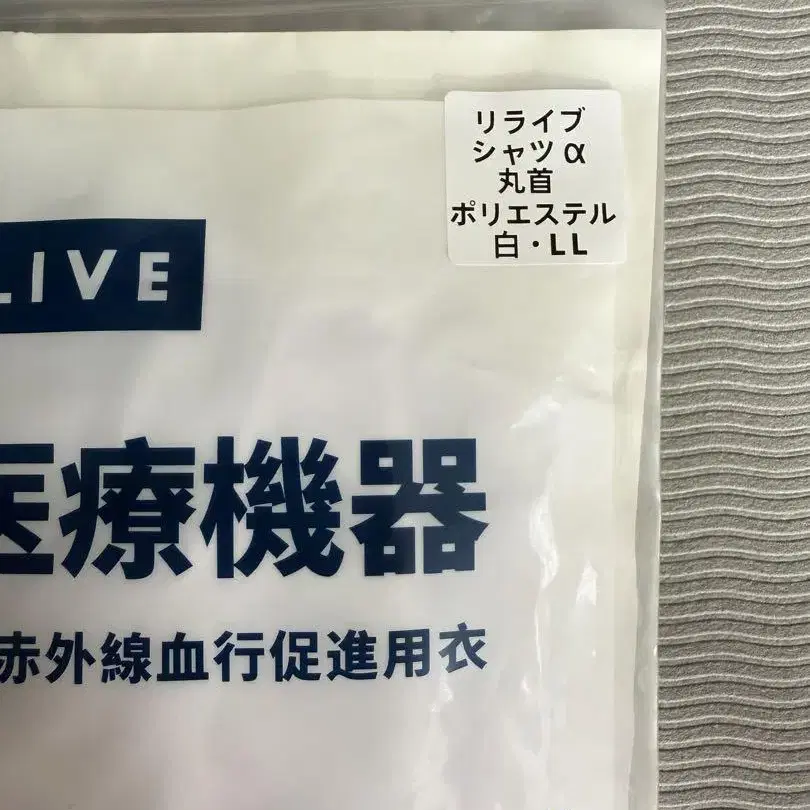 リライブ
シャツ α
丸首
ポリエステル
白・LL
LIVE
医療機器
赤外線血行促進用衣